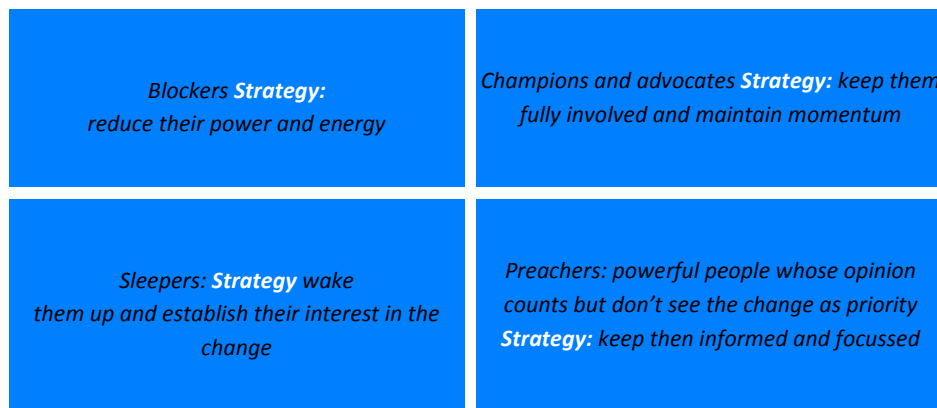 Blockers Strategy:
reduce their power and energy
Champions and advocates Strategy: keep them
fully involved and maintain momentum
Sleepers: Strategy wake
them up and establish their interest in the
change
Preachers: powerful people whose opinion
counts but don’t see the change as priority
Strategy: keep then informed and focussed